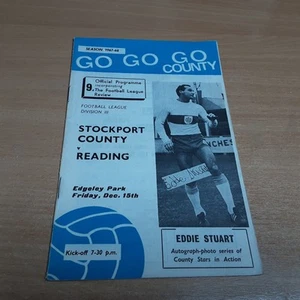 SEASON 1967-68
GO GO GO
COUNTY
9D.
Official Programme
incorporating
The Football League
Review
FOOTBALL LEAGUE
DIVISION III
STOCKPORT
COUNTY
v
READING
Edgeley Park
Friday, Dec. 15th
Kick-off 7-30 p.m.
EDDIE STUART
Autograph-photo series of
County Stars in Action